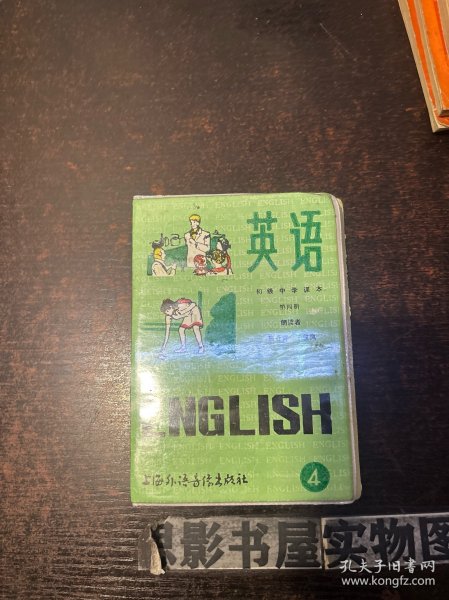 英语
初级中学课本
第四册
朗读者
ENGLISH
上海外语音像出版社
4
思影书屋实物图
孔夫子旧书网
www.kongfz.com